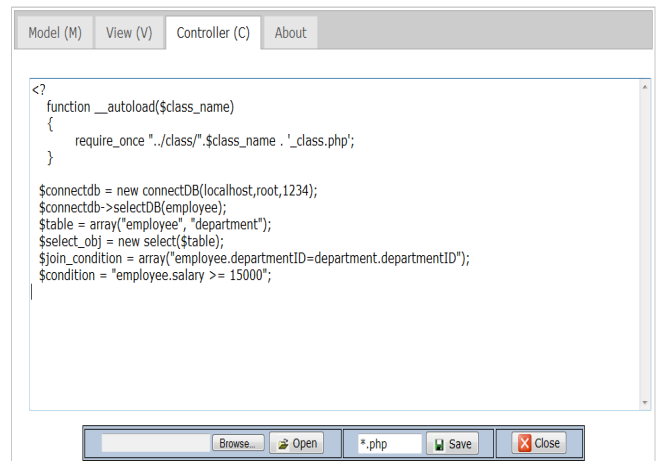 Model (M) View (V) Controller (C) About
<?
function __autoload($class_name)
{
require_once "../class/".$class_name . '_class.php';
}
$connectdb = new connectDB(localhost,root,1234);
$connectdb->selectDB(employee);
$table = array("employee", "department");
$select_obj = new select($table);
$join_condition = array("employee.departmentID=department.departmentID");
$condition = "employee.salary >= 15000";
Browse... Open *.php Save Close